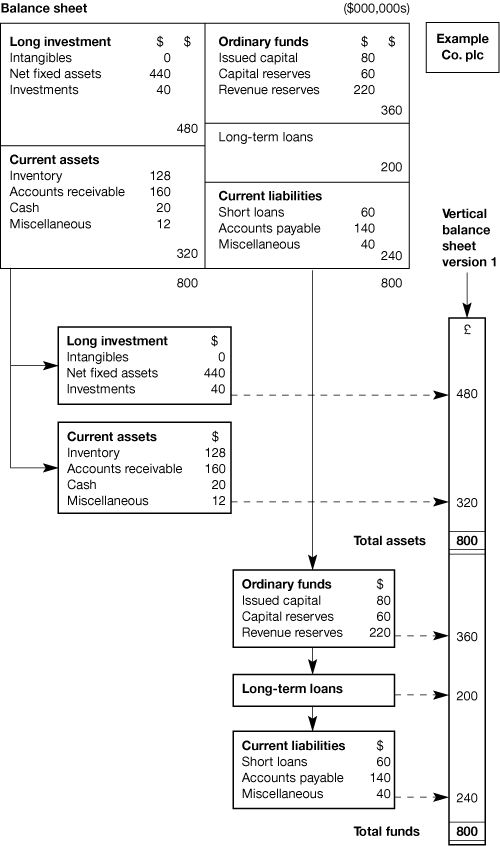 Balance sheet ($000,000s)
Example
Co. plc
Long investment $ $
Intangibles 0
Net fixed assets 440
Investments 40
480
Ordinary funds $ $
Issued capital 80
Capital reserves 60
Revenue reserves 220
360
Long-term loans
200
Current assets
Inventory 128
Accounts receivable 160
Cash 20
Miscellaneous 12
320
Current liabilities
Short loans 60
Accounts payable 140
Miscellaneous 40
240
800 800
Vertical
balance
sheet
version 1
£
Long investment $
Intangibles 0
Net fixed assets 440
Investments 40
480
Current assets $
Inventory 128
Accounts receivable 160
Cash 20
Miscellaneous 12
320
Total assets 800
Ordinary funds $
Issued capital 80
Capital reserves 60
Revenue reserves 220
360
Long-term loans 200
Current liabilities $
Short loans 60
Accounts payable 140
Miscellaneous 40
240
Total funds 800